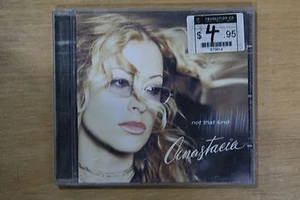 $ 4 .95
not that kind
Anastacia